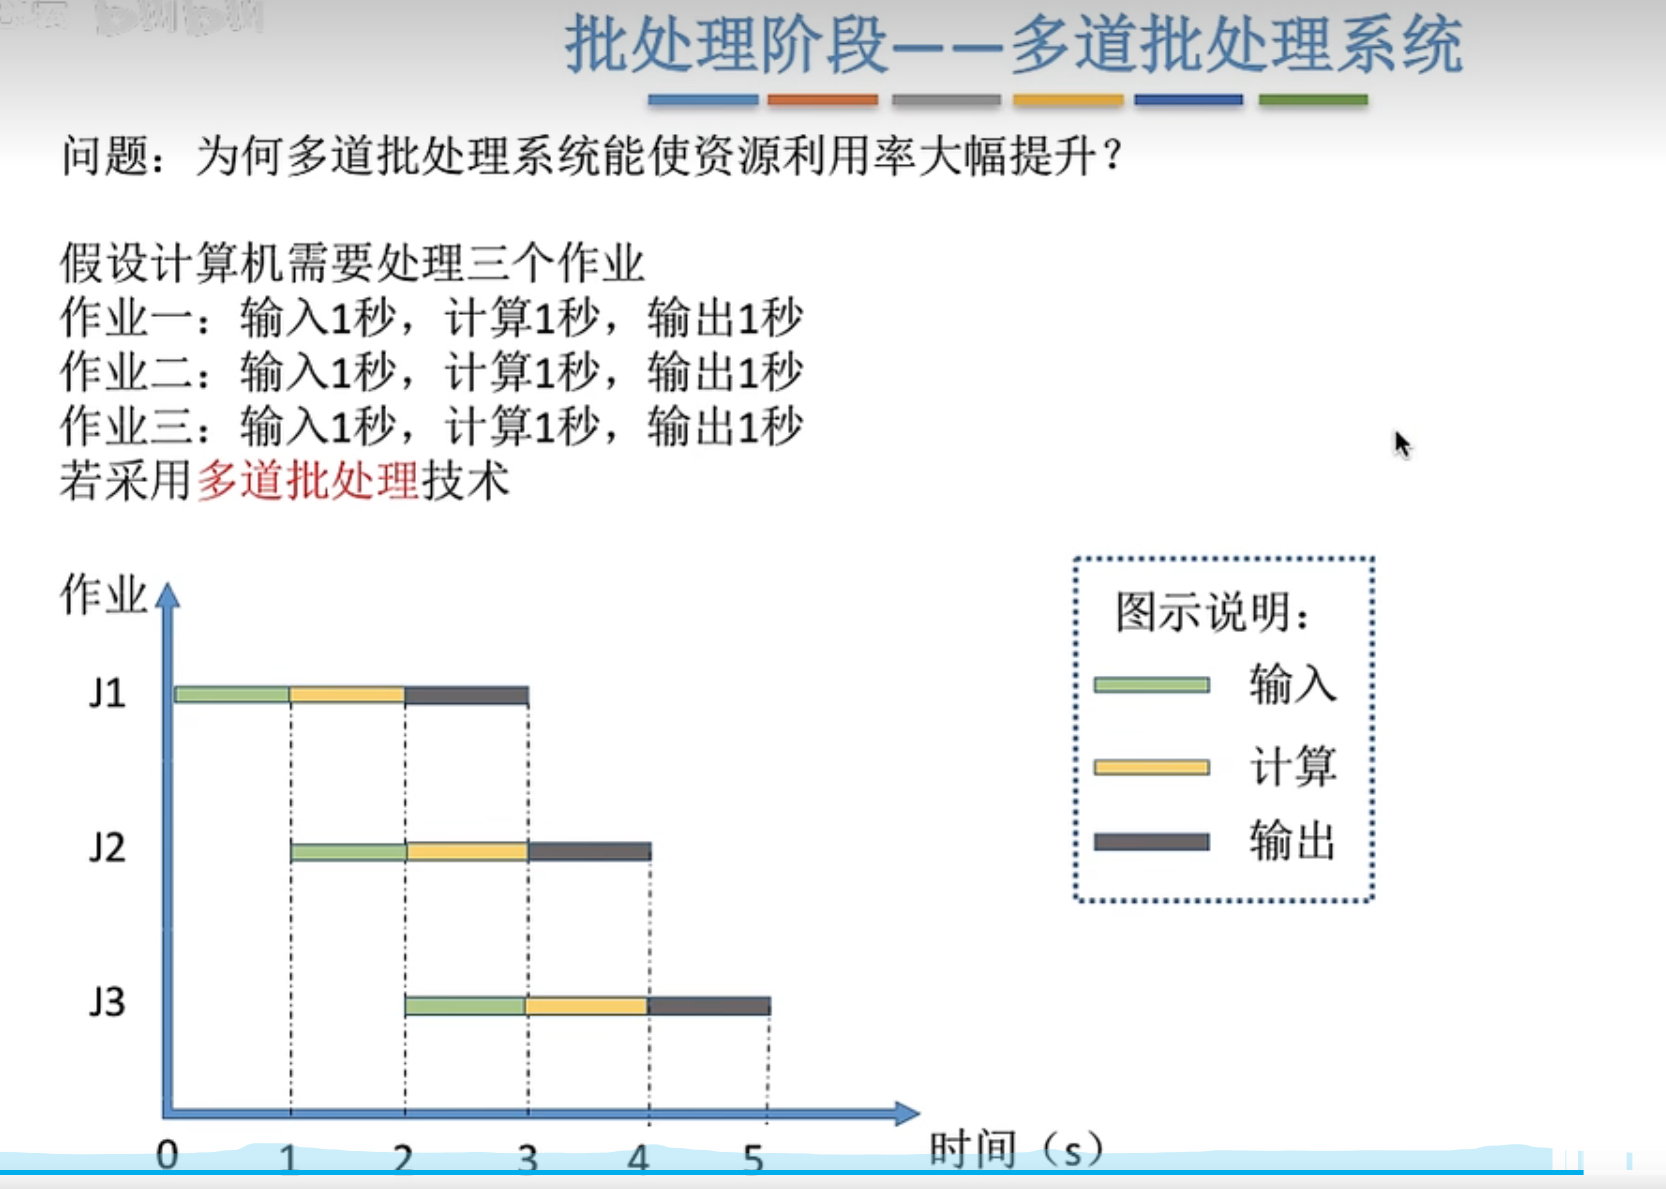 批处理阶段——多道批处理系统
问题：为何多道批处理系统能使资源利用率大幅提升？
假设计算机需要处理三个作业
作业一：输入1秒，计算1秒，输出1秒
作业二：输入1秒，计算1秒，输出1秒
作业三：输入1秒，计算1秒，输出1秒
若采用多道批处理技术
作业
J1
J2
J3
0 1 2 3 4 5 时间（s）
图示说明：
输入
计算
输出